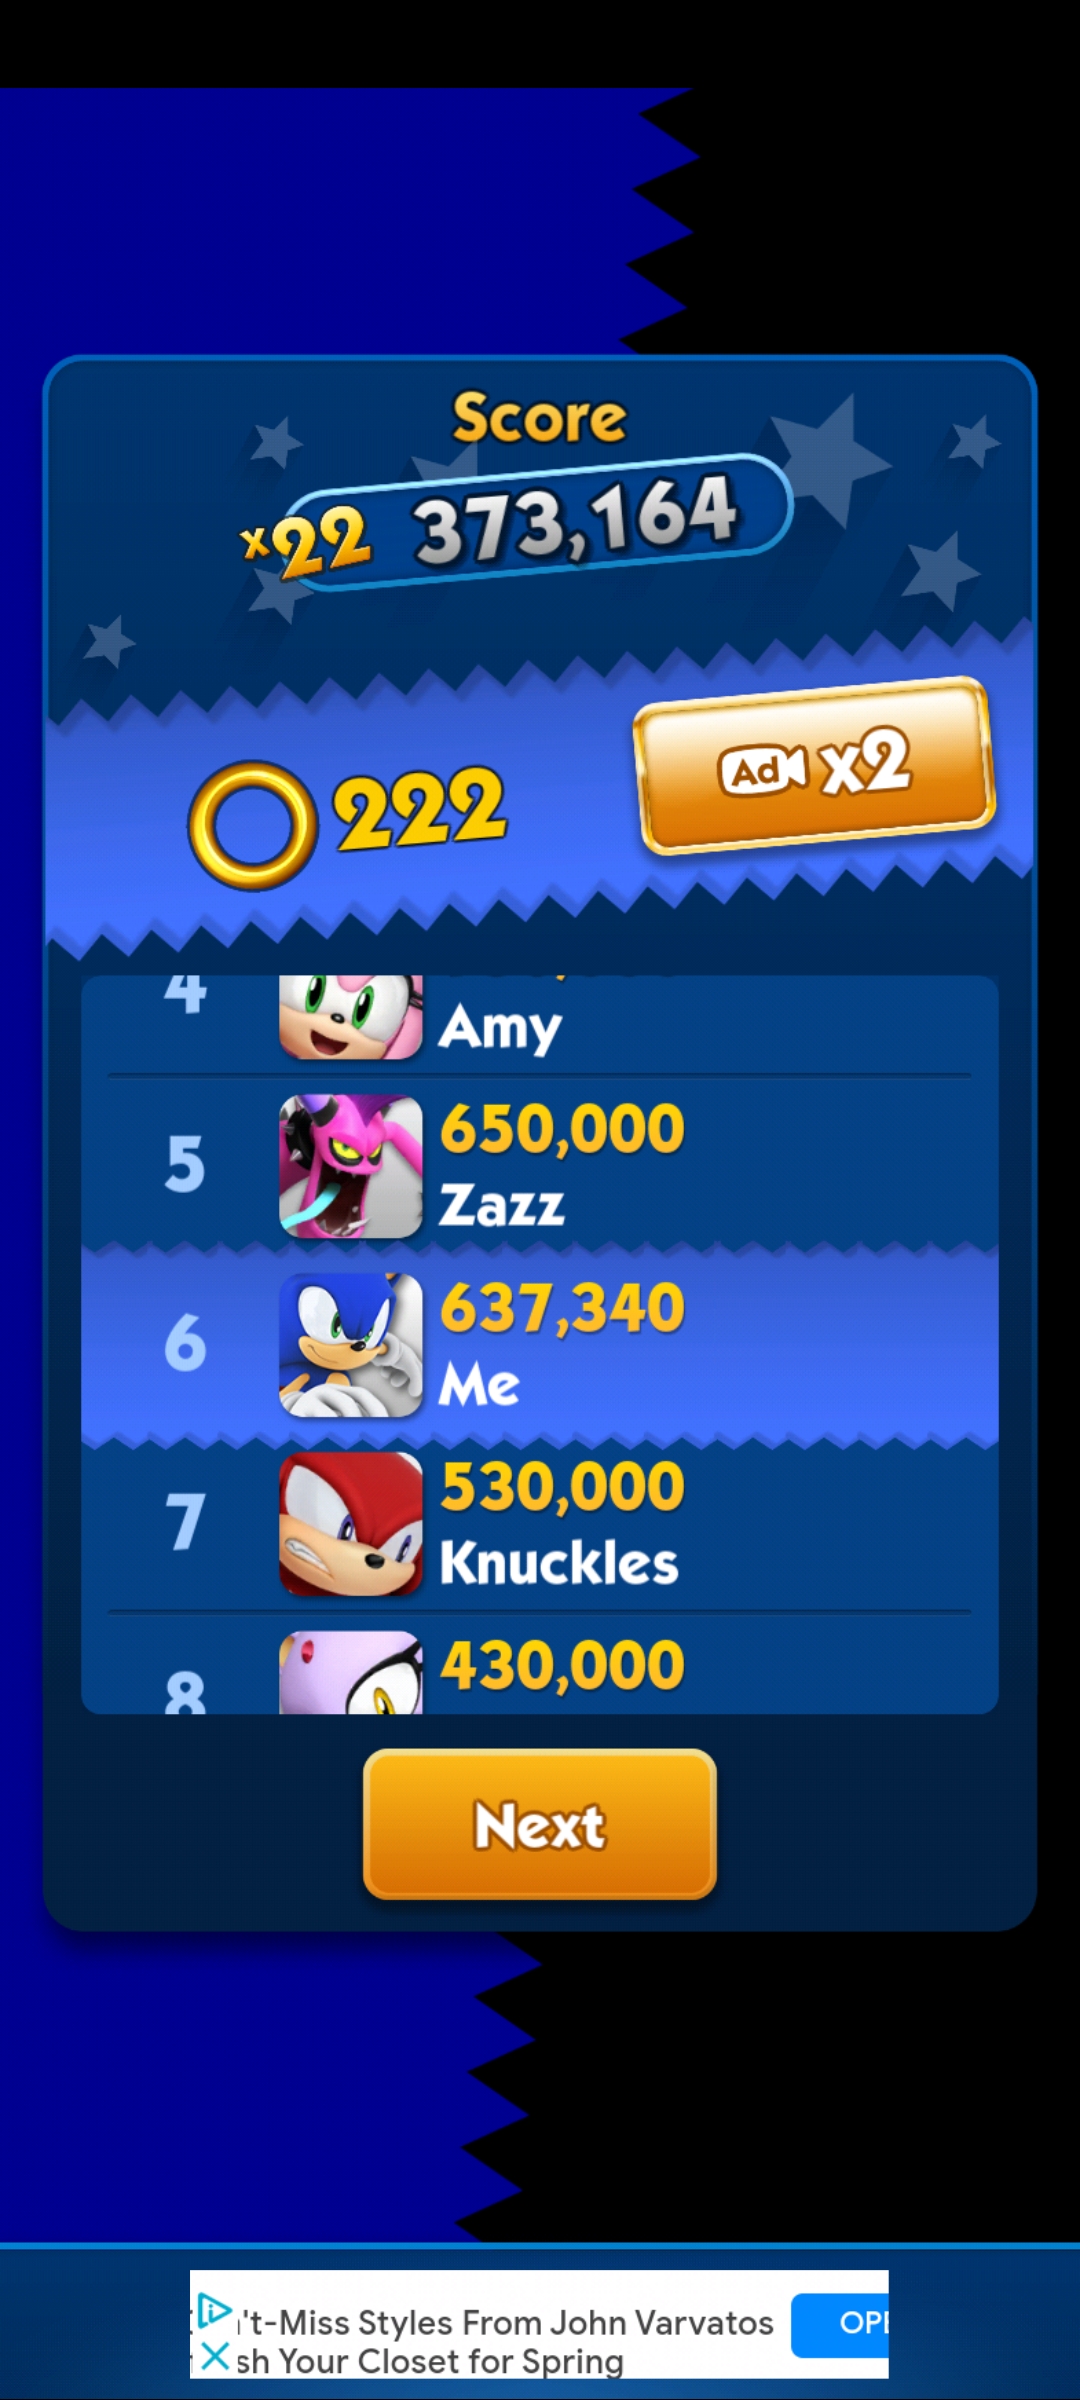 Score
x22 373,164
222
Ad x2
4
Amy
5
650,000
Zazz
6
637,340
Me
7
530,000
Knuckles
8
430,000
Next
't-Miss Styles From John Varvatos
sh Your Closet for Spring
OPE